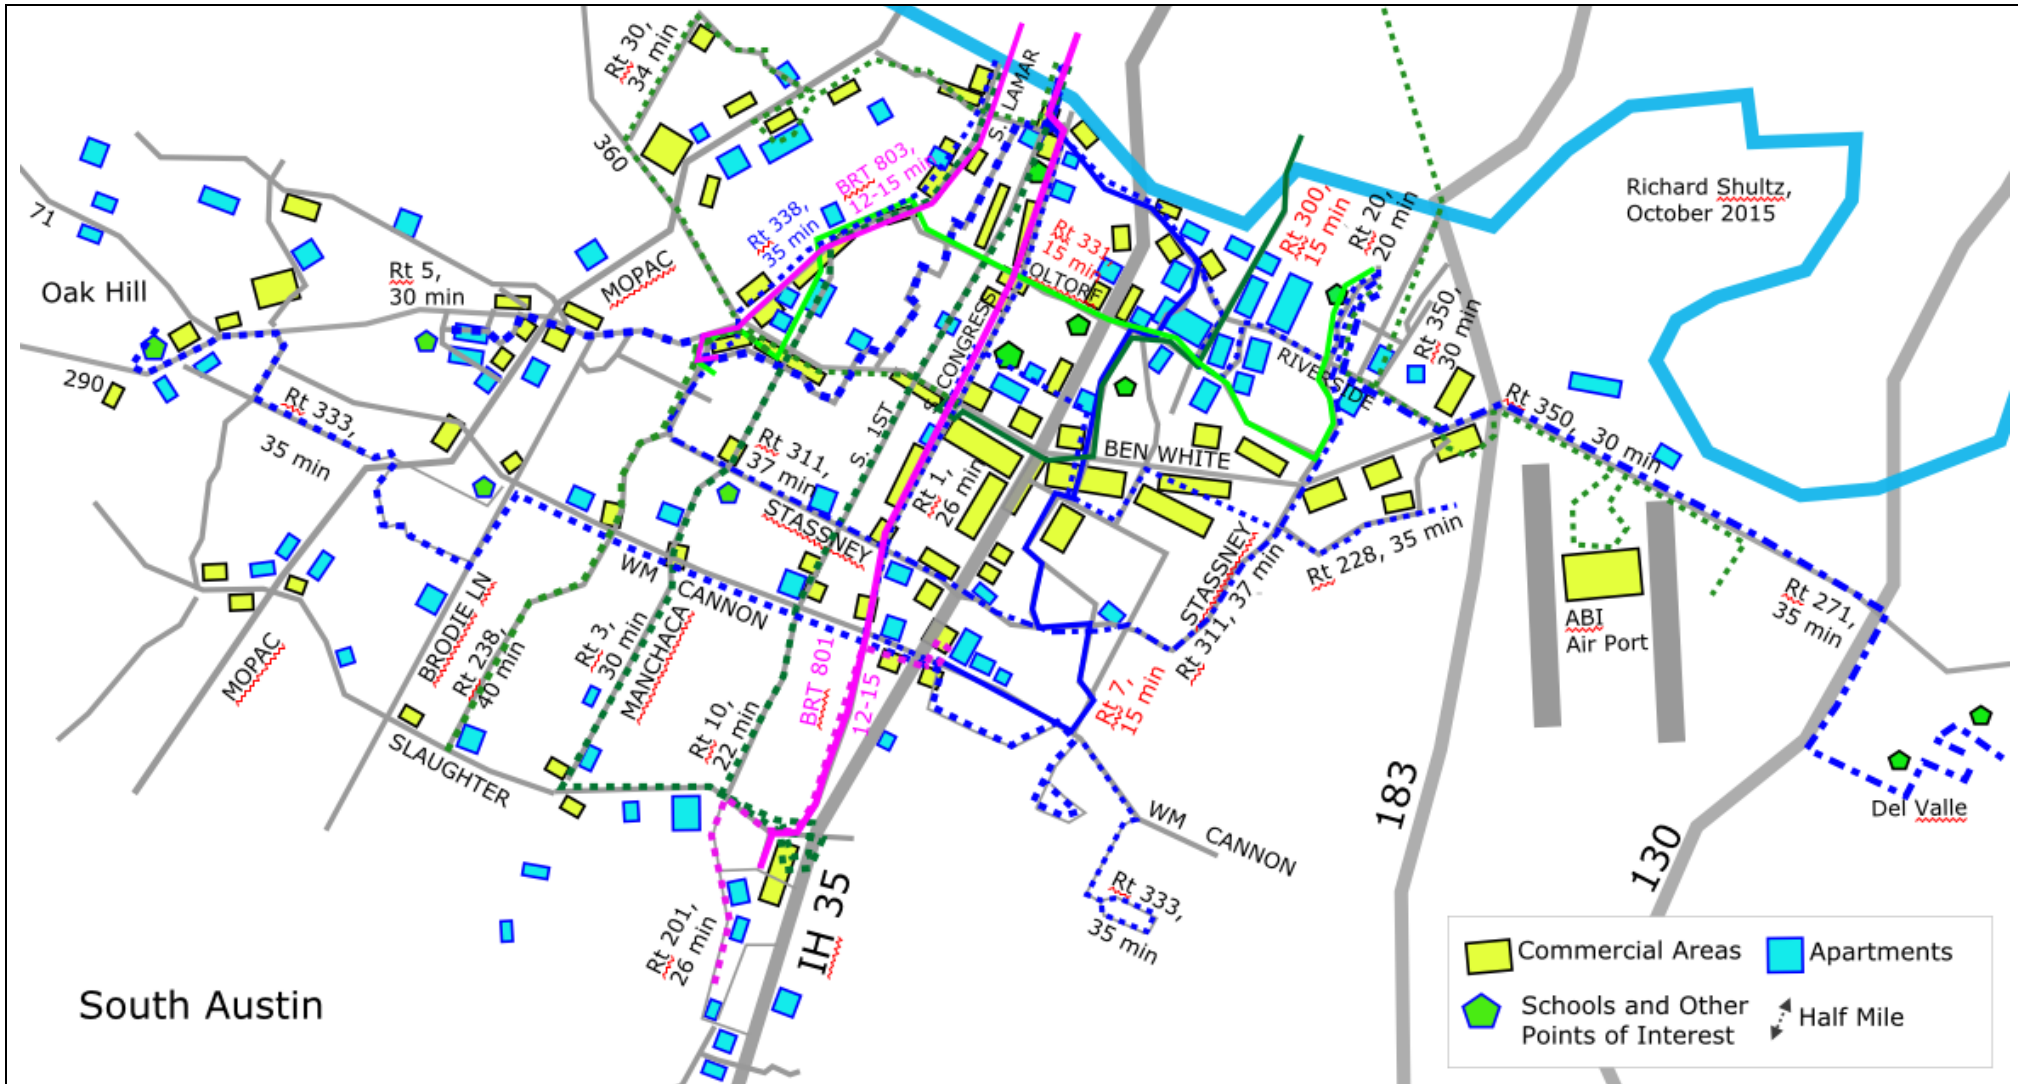 Rt 30,
34 min
360
S. LAMAR
BRT 803,
12-15 min
Rt 338,
35 min
71
Oak Hill
Rt 5,
30 min
MOPAC
290
Rt 331,
15 min
OLTORF
Rt 300,
15 min
Rt 20,
20 min
Richard Shultz,
October 2015
Rt 350,
30 min
RIVERSIDE
S. CONGRESS
S. 1ST
BEN WHITE
Rt 350, 30 min
Rt 333,
35 min
Rt 311,
37 min
STASSNEY
Rt 1,
26 min
WM CANNON
STASSNEY
Rt 311, 37 min
Rt 228, 35 min
ABI
Air Port
Rt 271,
35 min
MOPAC
BRODIE LN
Rt 238,
40 min
Rt 3,
30 min
MANCHACA
Rt 10,
22 min
BRT 801
12-15
Rt 7,
15 min
SLAUGHTER
183
130
Del Valle
WM CANNON
Rt 333,
35 min
Rt 201,
26 min
IH 35
South Austin
Commercial Areas
Apartments
Schools and Other
Points of Interest
Half Mile